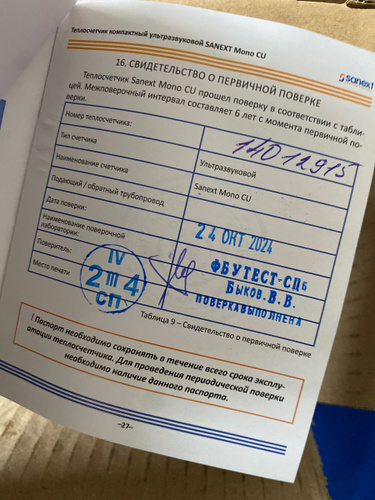 Теплосчетчик компактный ультразвуковой SANEXT Mono CU
sanext
16. СВИДЕТЕЛЬСТВО О ПЕРВИЧНОЙ ПОВЕРКЕ
Теплосчетчик Sanext Mono CU прошел поверку в соответствии с табли-
цей. Межповерочный интервал составляет 6 лет с момента первичной по-
верки.
Номер теплосчетчика: 14012915
Тип счетчика Ультразвуковой
Наименование счетчика Sanext Mono CU
Подающий / обратный трубопровод
Дата поверки: 24 ОКТ 2024
Наименование поверочной
лаборатории: ФБУТЕСТ-СПб
Поверитель: Быков.В.В.
Место печати ПОВЕРКА ВЫПОЛНЕНА
IV
2 III 4
СП
Таблица 9 – Свидетельство о первичной поверке
! Паспорт необходимо сохранять в течение всего срока эксплу-
атации теплосчетчика. Для проведения периодической поверки
необходимо наличие данного паспорта.
–27–